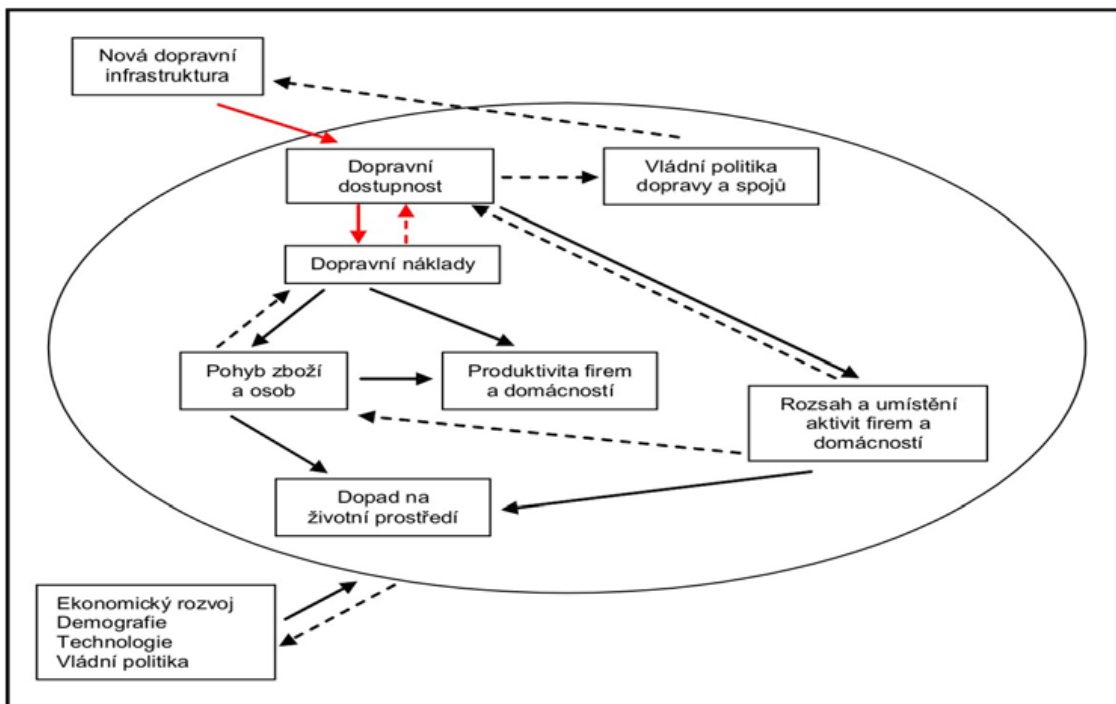 Nová dopravní
infrastruktura
Dopravní
dostupnost
Vládní politika
dopravy a spojů
Dopravní náklady
Pohyb zboží
a osob
Produktivita firem
a domácností
Rozsah a umístění
aktivit firem a
domácností
Dopad na
životní prostředí
Ekonomický rozvoj
Demografie
Technologie
Vládní politika